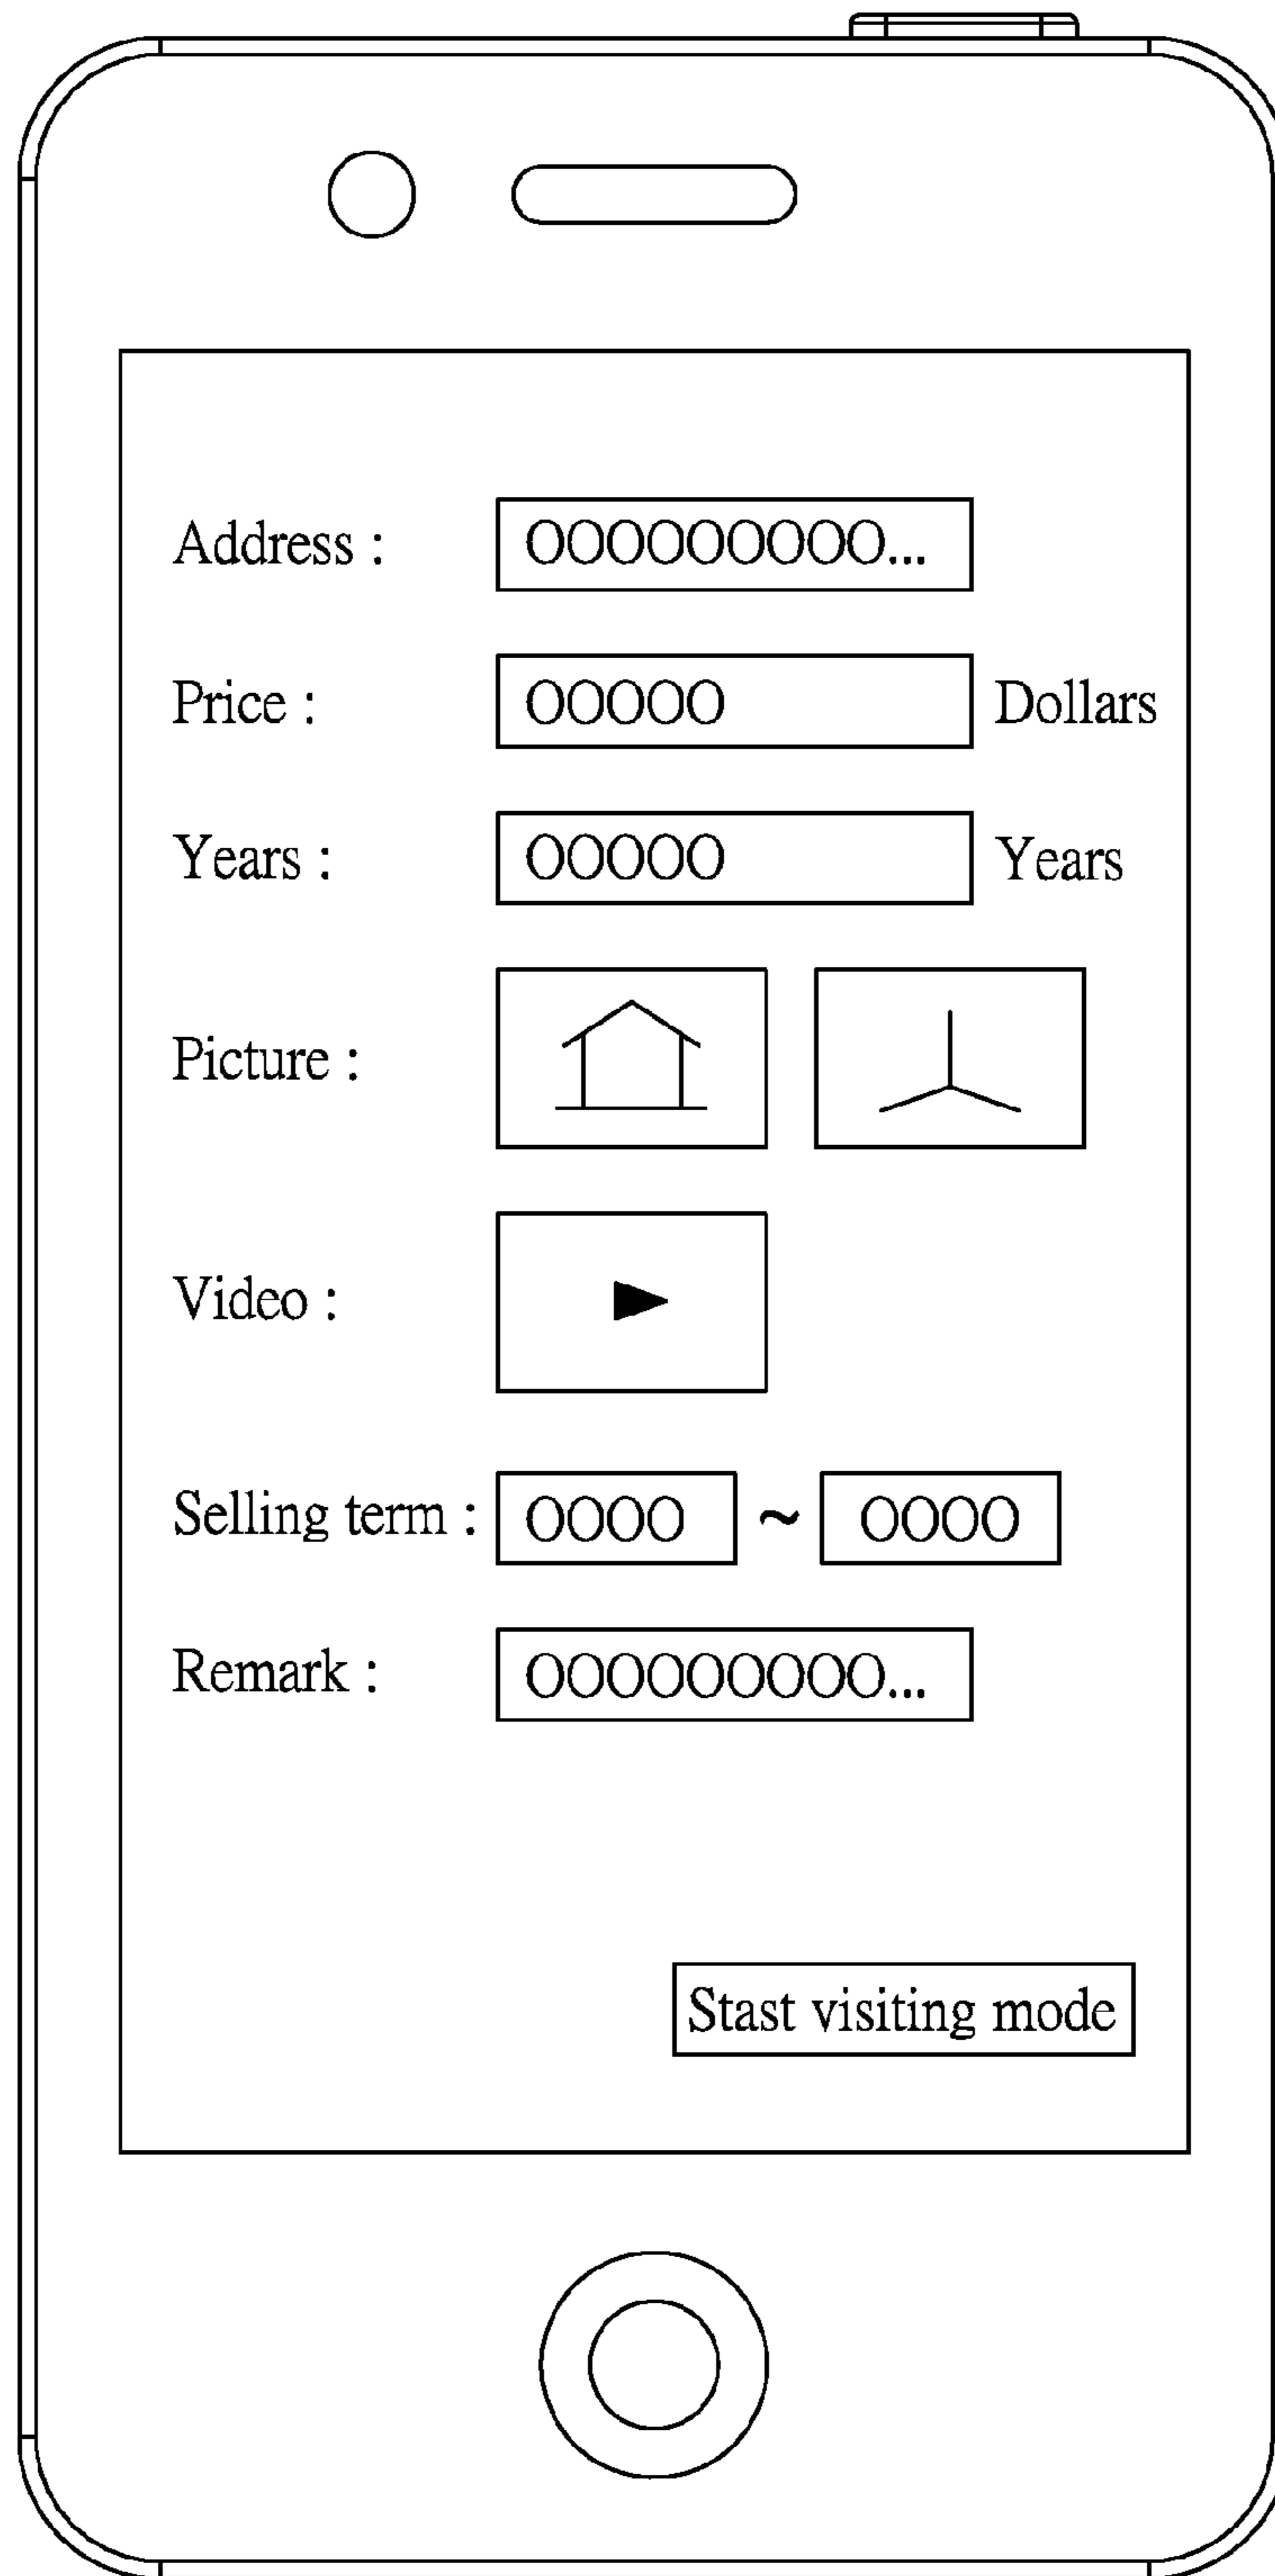 Address : OOOOOOOOO...
Price : OOOOO Dollars
Years : OOOOO Years
Picture :
Video :
Selling term : OOOO ~ OOOO
Remark : OOOOOOOOO...
Stast visiting mode